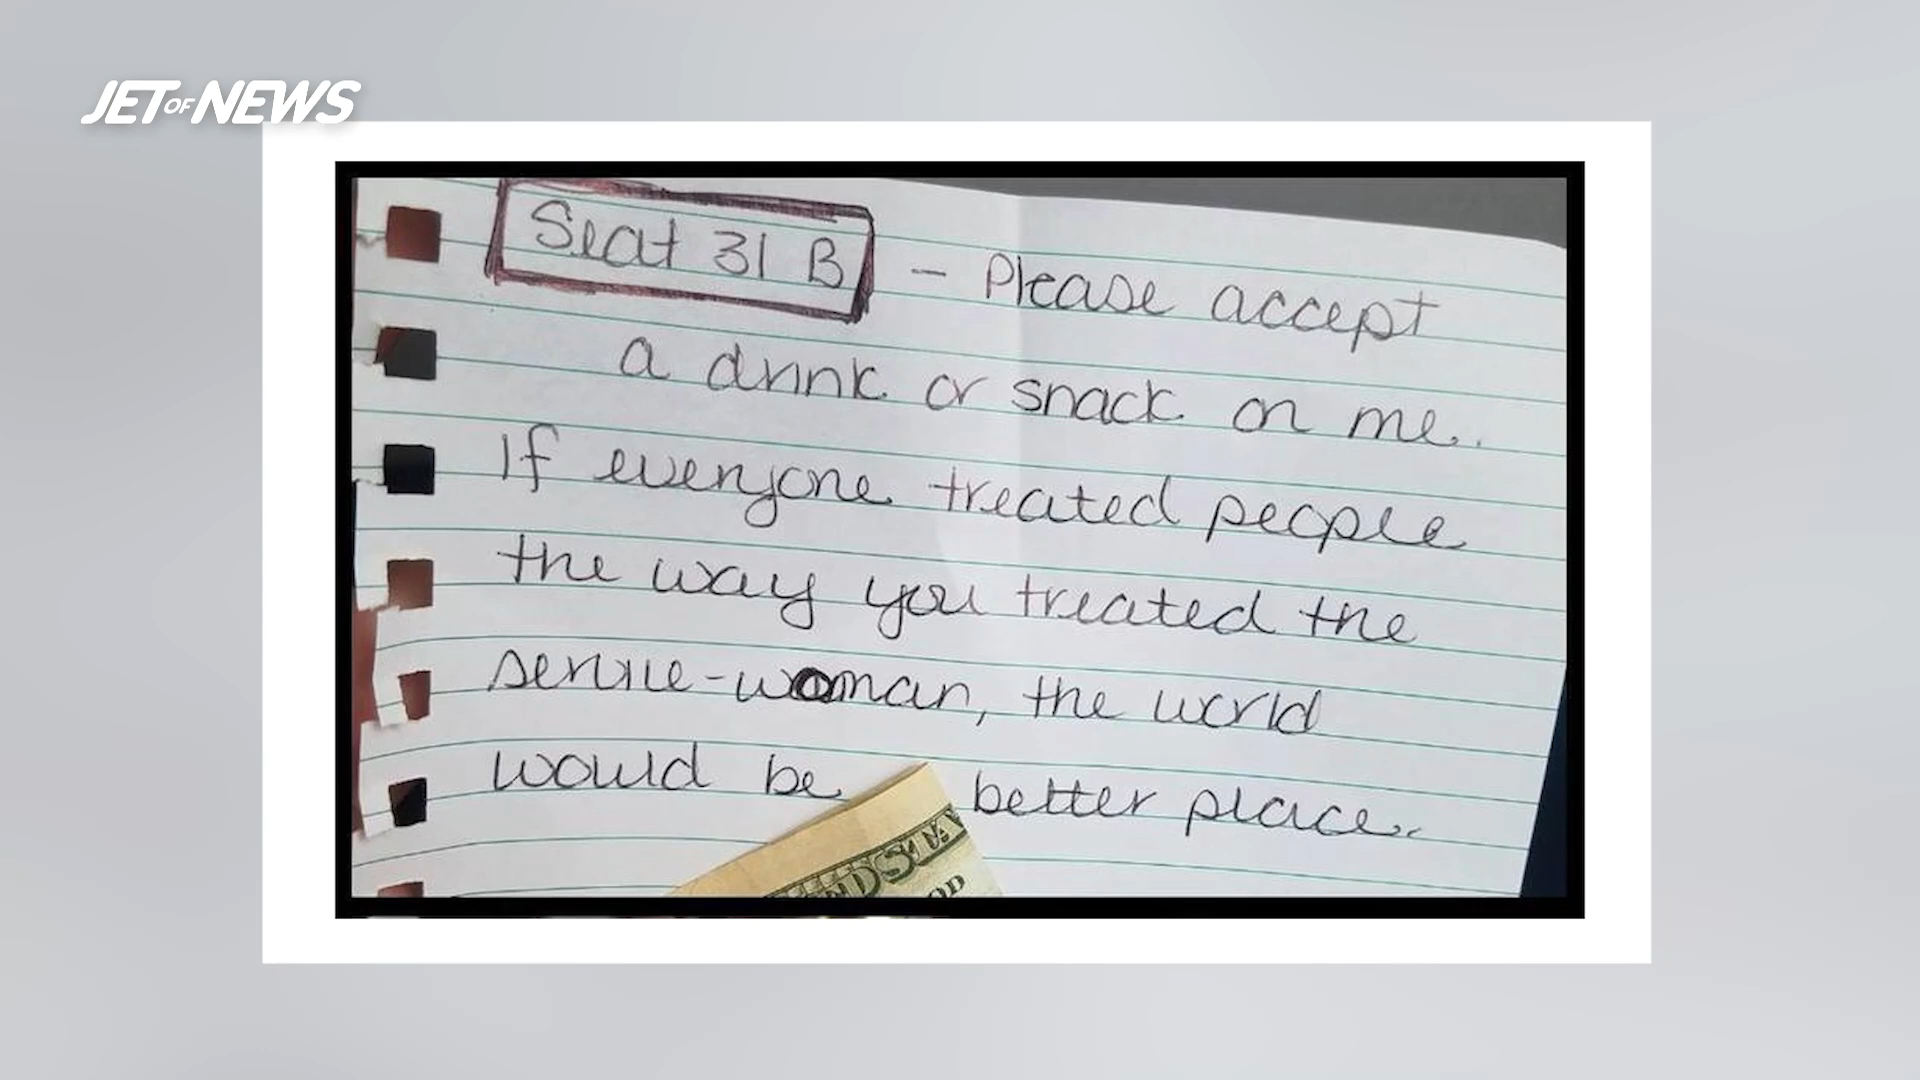 JET OF NEWS
Seat 31 B - Please accept
a drink or snack on me.
If everyone treated people
the way you treated the
service-woman, the world
would be better place.